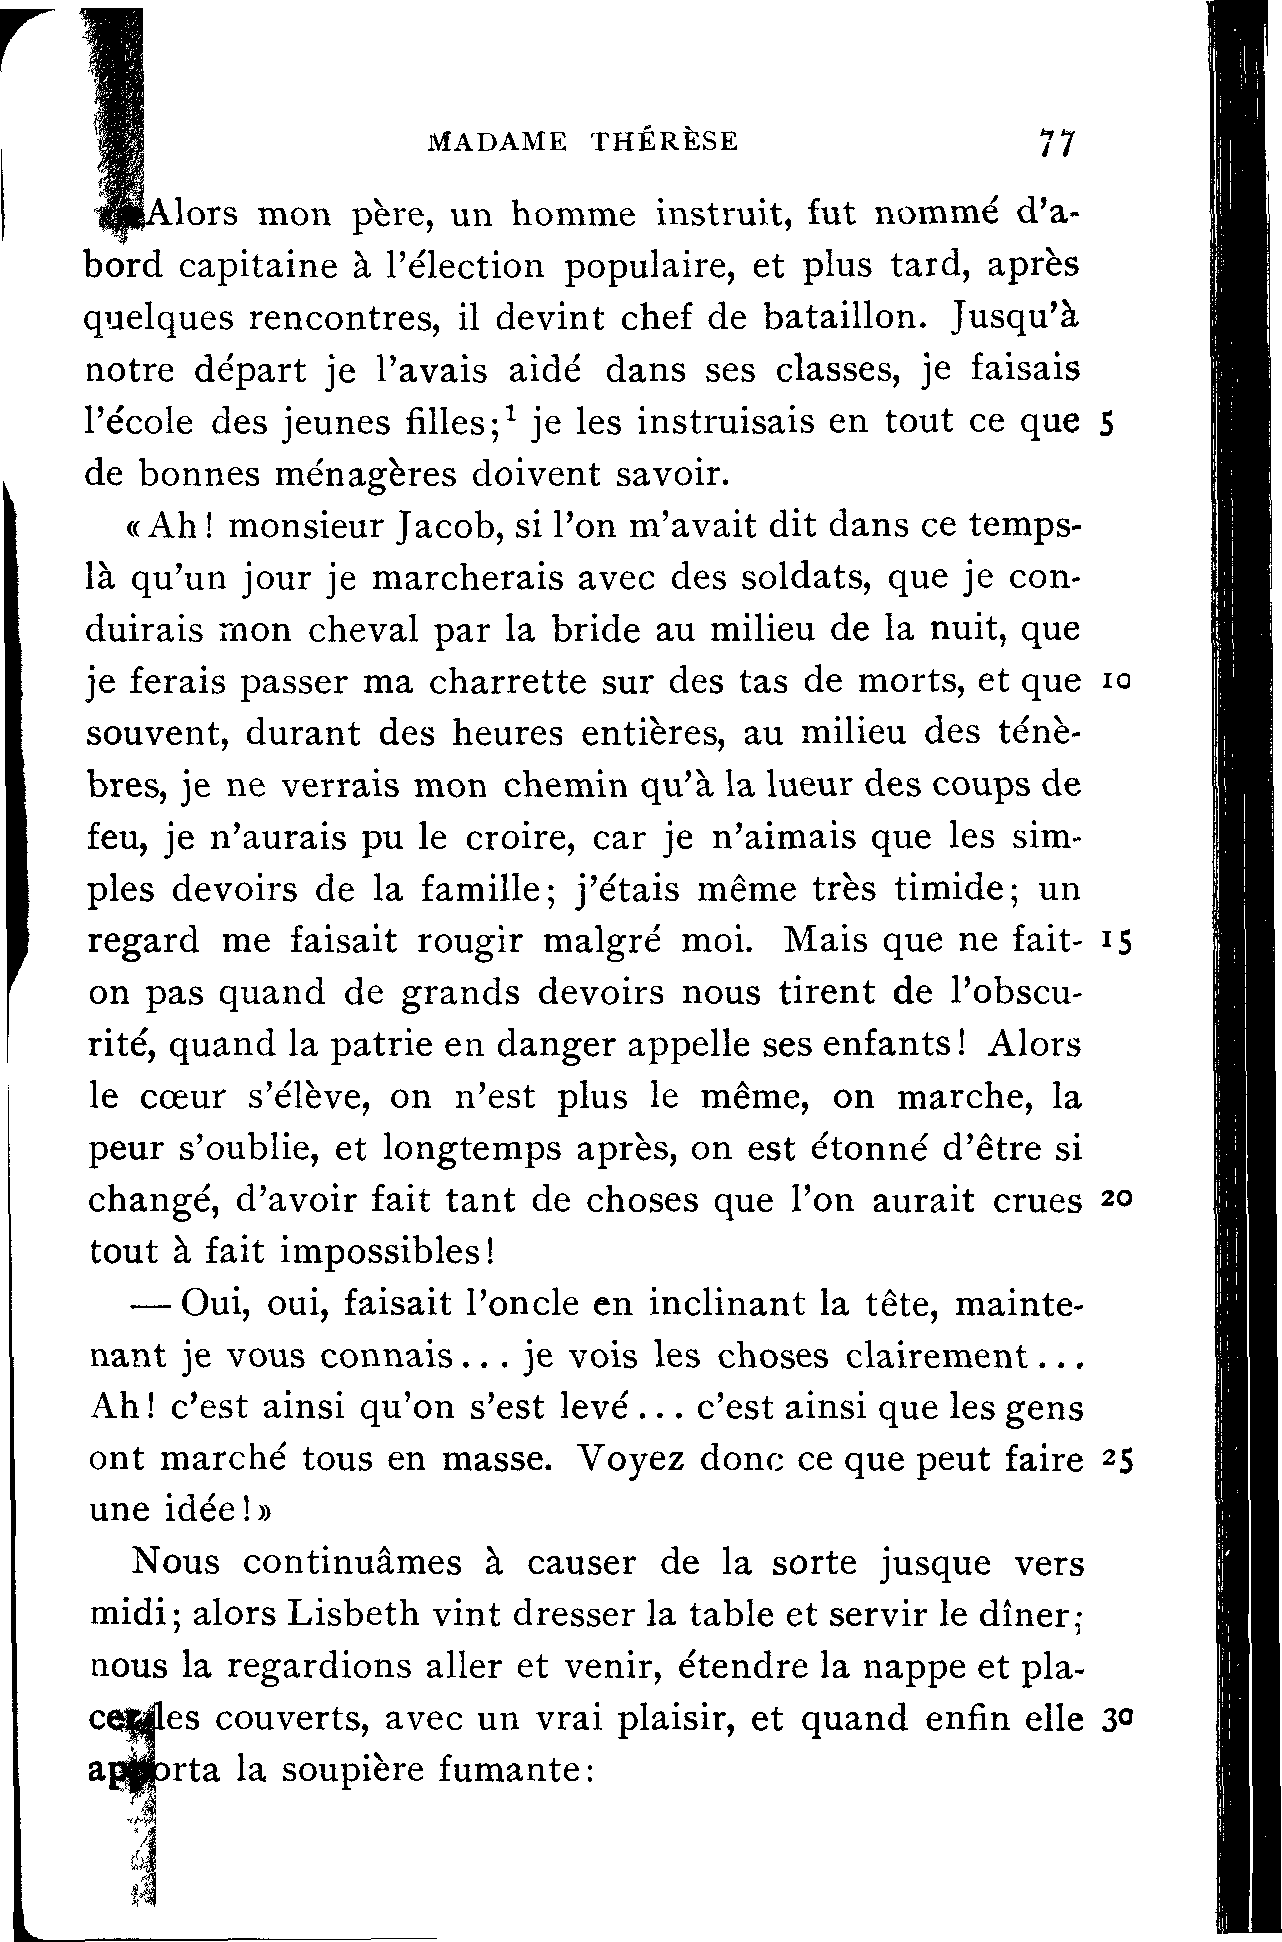 MADAME THÉRÈSE 77
Alors mon père, un homme instruit, fut nommé d'a-
bord capitaine à l'élection populaire, et plus tard, après
quelques rencontres, il devint chef de bataillon. Jusqu'à
notre départ je l'avais aidé dans ses classes, je faisais
l'école des jeunes filles;¹ je les instruisais en tout ce que 5
de bonnes ménagères doivent savoir.
« Ah! monsieur Jacob, si l'on m'avait dit dans ce temps-
là qu'un jour je marcherais avec des soldats, que je con-
duirais mon cheval par la bride au milieu de la nuit, que
je ferais passer ma charrette sur des tas de morts, et que 10
souvent, durant des heures entières, au milieu des ténè-
bres, je ne verrais mon chemin qu'à la lueur des coups de
feu, je n'aurais pu le croire, car je n'aimais que les sim-
ples devoirs de la famille; j'étais même très timide; un
regard me faisait rougir malgré moi. Mais que ne fait- 15
on pas quand de grands devoirs nous tirent de l'obscu-
rité, quand la patrie en danger appelle ses enfants! Alors
le cœur s'élève, on n'est plus le même, on marche, la
peur s'oublie, et longtemps après, on est étonné d'être si
changé, d'avoir fait tant de choses que l'on aurait crues 20
tout à fait impossibles!
— Oui, oui, faisait l'oncle en inclinant la tête, mainte-
nant je vous connais... je vois les choses clairement...
Ah! c'est ainsi qu'on s'est levé... c'est ainsi que les gens
ont marché tous en masse. Voyez donc ce que peut faire 25
une idée! »
Nous continuâmes à causer de la sorte jusque vers
midi; alors Lisbeth vint dresser la table et servir le dîner;
nous la regardions aller et venir, étendre la nappe et pla-
cer les couverts, avec un vrai plaisir, et quand enfin elle 30
apporta la soupière fumante: